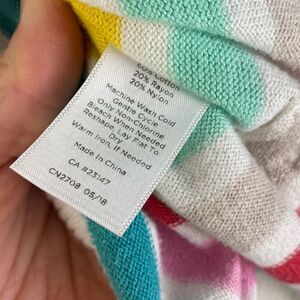 60% Cotton
20% Rayon
20% Nylon
Machine Wash Cold
Gentle Cycle
Only Non-Chlorine
Bleach When Needed
Reshape, Lay Flat To
Dry
Warm Iron, If Needed
Made In China
CA #23147
CN2708 05/18